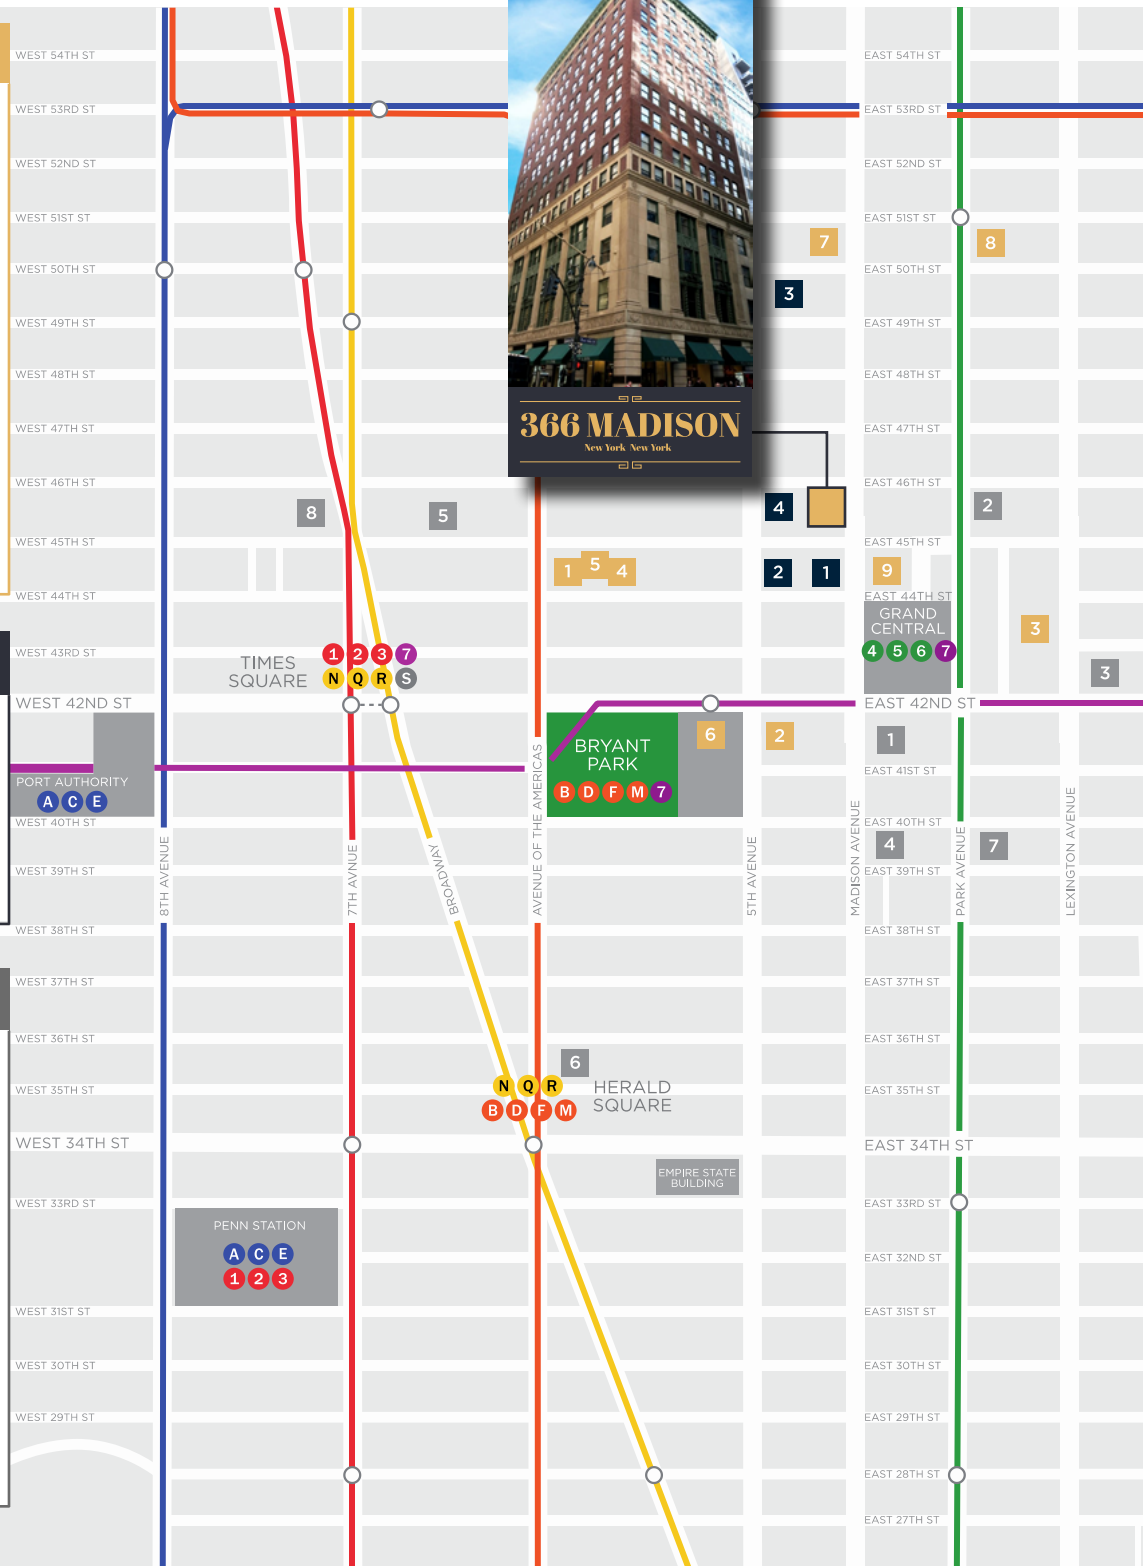 WEST 54TH ST
EAST 54TH ST
WEST 53RD ST
EAST 53RD ST
WEST 52ND ST
EAST 52ND ST
WEST 51ST ST
EAST 51ST ST
7
8
WEST 50TH ST
EAST 50TH ST
3
WEST 49TH ST
EAST 49TH ST
WEST 48TH ST
EAST 48TH ST
366 MADISON
New York New York
WEST 47TH ST
EAST 47TH ST
WEST 46TH ST
EAST 46TH ST
8
5
4
2
WEST 45TH ST
EAST 45TH ST
1
5
4
2
1
9
WEST 44TH ST
EAST 44TH ST
GRAND
CENTRAL
4 5 6 7
3
WEST 43RD ST
TIMES
SQUARE
1 2 3 7
N Q R S
3
WEST 42ND ST
EAST 42ND ST
BRYANT
PARK
B D F M 7
6
2
1
EAST 41ST ST
PORT AUTHORITY
A C E
WEST 40TH ST
EAST 40TH ST
4
7
WEST 39TH ST
EAST 39TH ST
8TH AVENUE
7TH AVNUE
BROADWAY
AVENUE OF THE AMERICAS
5TH AVENUE
MADISON AVENUE
PARK AVENUE
LEXINGTON AVENUE
WEST 38TH ST
EAST 38TH ST
WEST 37TH ST
EAST 37TH ST
WEST 36TH ST
EAST 36TH ST
6
WEST 35TH ST
EAST 35TH ST
N Q R
B D F M
HERALD
SQUARE
WEST 34TH ST
EAST 34TH ST
EMPIRE STATE
BUILDING
WEST 33RD ST
EAST 33RD ST
PENN STATION
A C E
1 2 3
EAST 32ND ST
WEST 31ST ST
EAST 31ST ST
WEST 30TH ST
EAST 30TH ST
WEST 29TH ST
EAST 29TH ST
EAST 28TH ST
EAST 27TH ST